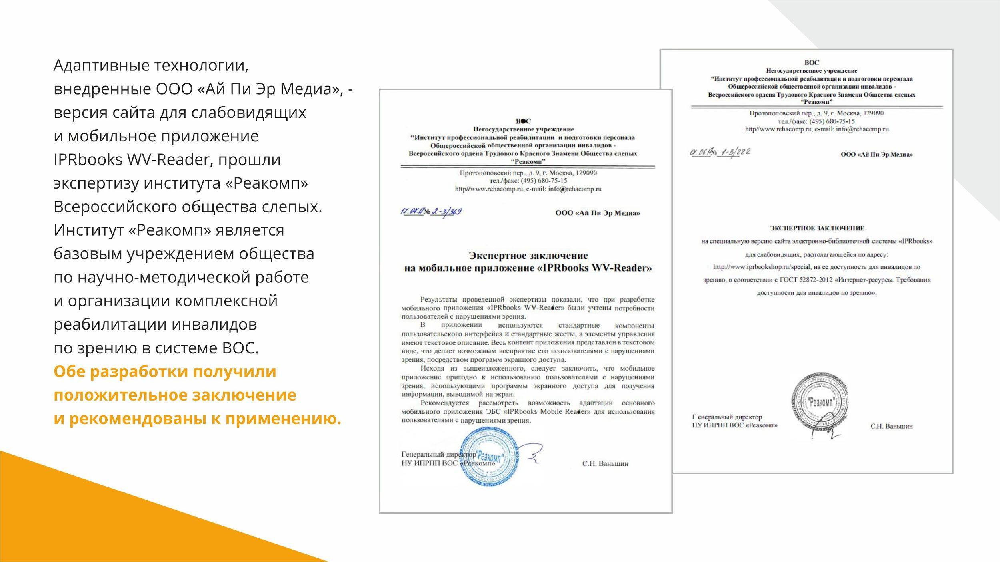 Адаптивные технологии,
внедренные ООО «Ай Пи Эр Медиа», -
версия сайта для слабовидящих
и мобильное приложение
IPRbooks WV-Reader, прошли
экспертизу института «Реакомп»
Всероссийского общества слепых.
Институт «Реакомп» является
базовым учреждением общества
по научно-методической работе
и организации комплексной
реабилитации инвалидов
по зрению в системе ВОС.
Обе разработки получили
положительное заключение
и рекомендованы к применению.
ВОС
Негосударственное учреждение
“Институт профессиональной реабилитации и подготовки персонала
Общероссийской общественной организации инвалидов -
Всероссийского ордена Трудового Красного Знамени Общества слепых
“Реакомп”
Протопоповский пер., д. 9, г. Москва, 129090
тел./факс: (495) 680-75-15
http//www.rehacomp.ru, e-mail: info@rehacomp.ru
№ 2-3/369
ООО «Ай Пи Эр Медиа»
Экспертное заключение
на мобильное приложение «IPRbooks WV-Reader»
Результаты проведенной экспертизы показали, что при разработке
мобильного приложения «IPRbooks WV-Reader» были учтены потребности
пользователей с нарушениями зрения.
В приложении используются стандартные компоненты
пользовательского интерфейса и стандартные жесты, а элементы управления
имеют текстовое описание. Весь контент приложения представлен в текстовом
виде, что делает возможным восприятие его пользователями с нарушениями
зрения, посредством программ экранного доступа.
Исходя из вышеизложенного, следует заключить, что мобильное
приложение пригодно к использованию пользователями с нарушениями
зрения, использующими программы экранного доступа для получения
информации, выводимой на экран.
Рекомендуется рассмотреть возможность адаптации основного
мобильного приложения ЭБС «IPRbooks Mobile Reader» для использования
пользователями с нарушениями зрения.
Генеральный директор
НУ ИПРПП ВОС «Реакомп»
"Реакомп"
МОСКВА
С.Н. Ваньшин
ВОС
Негосударственное учреждение
“Институт профессиональной реабилитации и подготовки персонала
Общероссийской общественной организации инвалидов -
Всероссийского ордена Трудового Красного Знамени Общества слепых
“Реакомп”
Протопоповский пер., д. 9, г. Москва, 129090
тел./факс: (495) 680-75-15
http//www.rehacomp.ru, e-mail: info@rehacomp.ru
№ 1-3/222
ООО «Ай Пи Эр Медиа»
ЭКСПЕРТНОЕ ЗАКЛЮЧЕНИЕ
на специальную версию сайта электронно-библиотечной системы «IPRbooks»
для слабовидящих, располагающейся по адресу:
http://www.iprbookshop.ru/special, на ее доступность для инвалидов по
зрению, в соответствии с ГОСТ 52872-2012 «Интернет-ресурсы. Требования
доступности для инвалидов по зрению».
Г енеральный директор
НУ ИПРПП ВОС «Реакомп»
"Реакомп"
МОСКВА
С.Н. Ваньшин